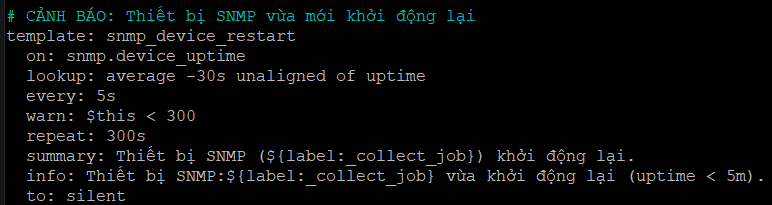 # CẢNH BÁO: Thiết bị SNMP vừa mới khởi động lại
template: snmp_device_restart
on: snmp.device_uptime
lookup: average -30s unaligned of uptime
every: 5s
warn: $this < 300
repeat: 300s
summary: Thiết bị SNMP (${label:_collect_job}) khởi động lại.
info: Thiết bị SNMP:${label:_collect_job} vừa khởi động lại (uptime < 5m).
to: silent